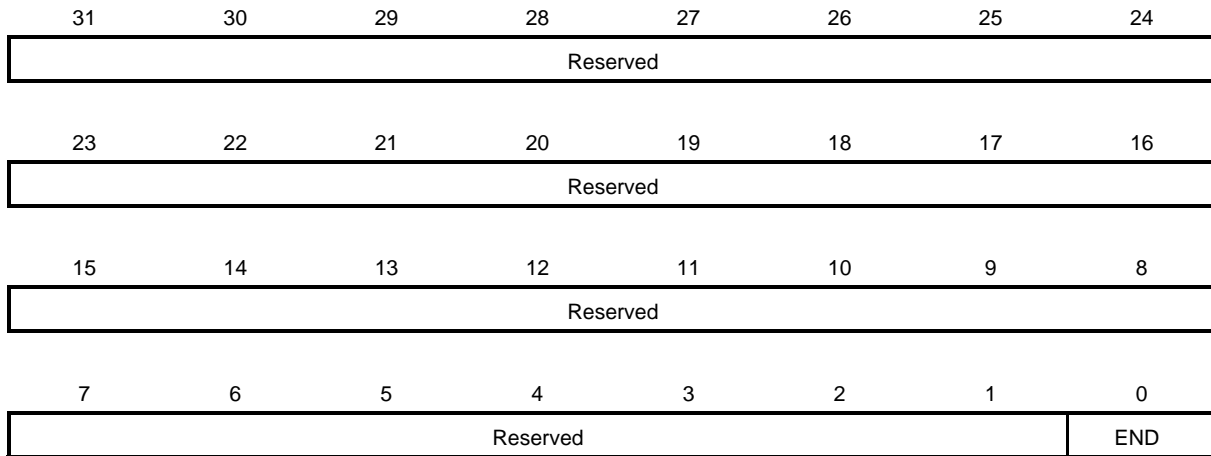 31 30 29 28 27 26 25 24
Reserved
23 22 21 20 19 18 17 16
Reserved
15 14 13 12 11 10 9 8
Reserved
7 6 5 4 3 2 1 0
Reserved END